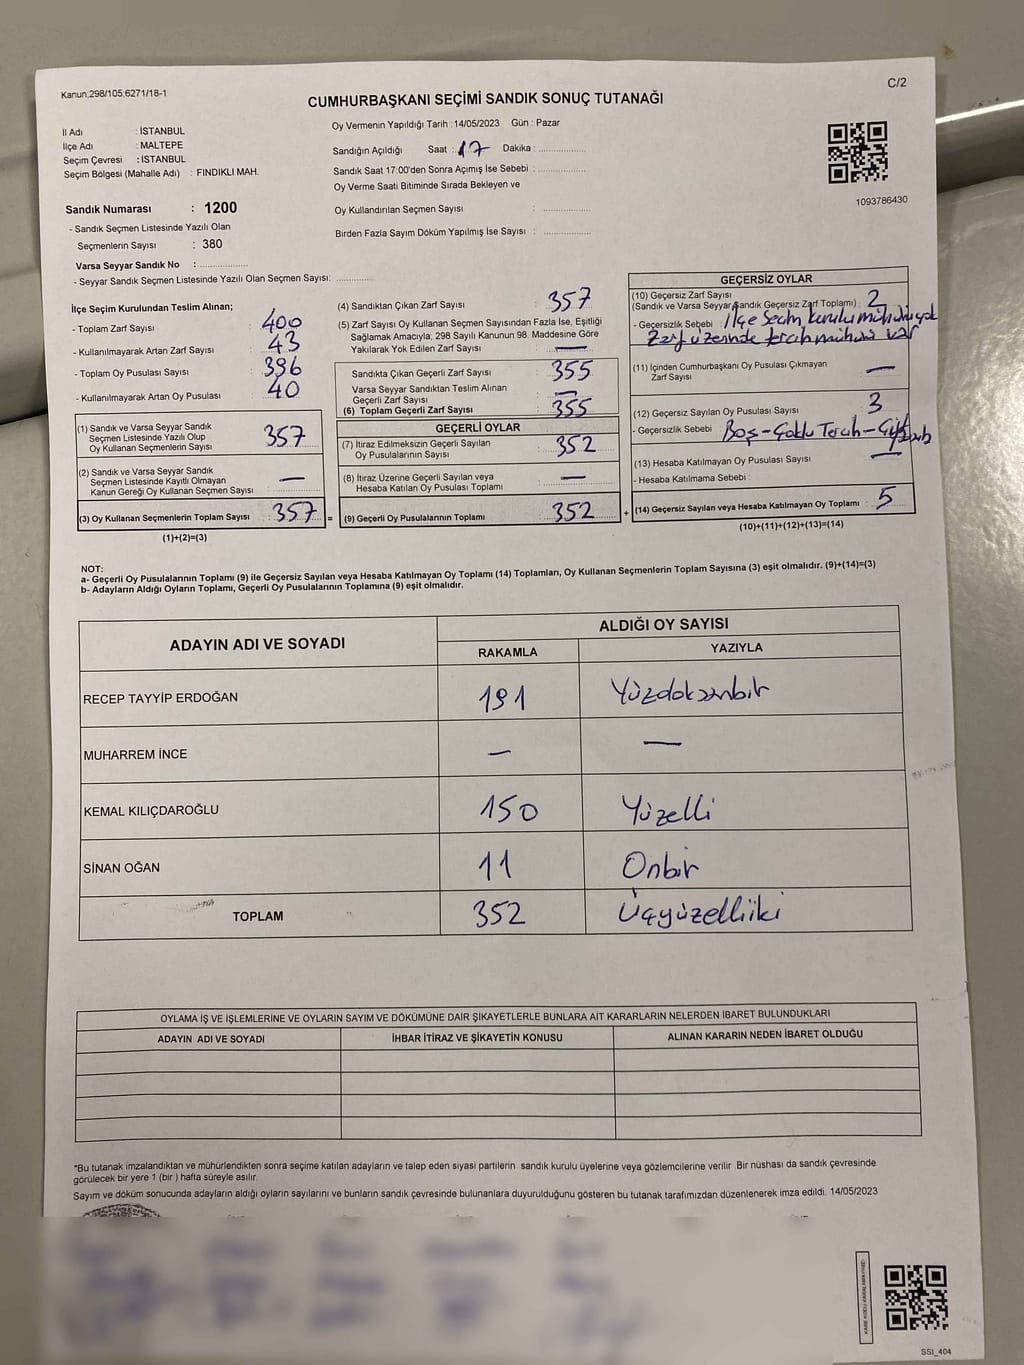 Kanun;298/105;6271/18-1
C/2
CUMHURBAŞKANI SEÇİMİ SANDIK SONUÇ TUTANAĞI
İl Adı : İSTANBUL
İlçe Adı : MALTEPE
Seçim Çevresi : İSTANBUL
Seçim Bölgesi (Mahalle Adı) : FINDIKLI MAH.
Sandık Numarası : 1200
- Sandık Seçmen Listesinde Yazılı Olan
Seçmenlerin Sayısı : 380
Varsa Seyyar Sandık No :
- Seyyar Sandık Seçmen Listesinde Yazılı Olan Seçmen Sayısı:
Oy Vermenin Yapıldığı Tarih : 14/05/2023 Gün : Pazar
Sandığın Açıldığı Saat : 17 Dakika :
Sandık Saat 17:00'den Sonra Açımış İse Sebebi :
Oy Verme Saati Bitiminde Sırada Bekleyen ve
Oy Kullandırılan Seçmen Sayısı :
Birden Fazla Sayım Döküm Yapılmış İse Sayısı :
1093786430
İlçe Seçim Kurulundan Teslim Alınan;
- Toplam Zarf Sayısı : 400
- Kullanılmayarak Artan Zarf Sayısı : 43
- Toplam Oy Pusulası Sayısı : 396
- Kullanılmayarak Artan Oy Pusulası : 40
(1) Sandık ve Varsa Seyyar Sandık
Seçmen Listesinde Yazılı Olup
Oy Kullanan Seçmen Sayısı : 357
(2) Sandık ve Varsa Seyyar Sandık
Seçmen Listesinde Kayıtlı Olmayan
Kanun Gereği Oy Kullanan Seçmen Sayısı : —
(3) Oy Kullanan Seçmenlerin Toplam Sayısı : 357 =
(1)+(2)=(3)
(4) Sandıktan Çıkan Zarf Sayısı : 357
(5) Zarf Sayısı Oy Kullanan Seçmen Sayısından Fazla İse, Eşitliği
Sağlamak Amacıyla; 298 Sayılı Kanunun 98. Maddesine Göre
Yakılarak Yok Edilen Zarf Sayısı : —
Sandıkta Çıkan Geçerli Zarf Sayısı : 355
Varsa Seyyar Sandıktan Teslim Alınan
Geçerli Zarf Sayısı : —
(6) Toplam Geçerli Zarf Sayısı : 355
GEÇERLİ OYLAR
(7) İtiraz Edilmeksizin Geçerli Sayılan
Oy Pusulalarının Sayısı : 352
(8) İtiraz Üzerine Geçerli Sayılan veya
Hesaba Katılan Oy Pusulası Toplamı : —
(9) Geçerli Oy Pusulalarının Toplamı : 352 +
GEÇERSİZ OYLAR
(10) Geçersiz Zarf Sayısı
(Sandık ve Varsa Seyyar Sandık Geçersiz Zarf Toplamı) : 2
- Geçersizlik Sebebi : İlçe Seçim kurulu mühürü yok
Zarf üzerinde tercih mühürü var
(11) İçinden Cumhurbaşkanı Oy Pusulası Çıkmayan
Zarf Sayısı : —
(12) Geçersiz Sayılan Oy Pusulası Sayısı : 3
- Geçersizlik Sebebi : Boş-Çoklu Tercih-
(13) Hesaba Katılmayan Oy Pusulası Sayısı : —
- Hesaba Katılmama Sebebi :
(14) Geçersiz Sayılan veya Hesaba Katılmayan Oy Toplamı : 5
(10)+(11)+(12)+(13)=(14)
NOT:
a- Geçerli Oy Pusulalarının Toplamı (9) ile Geçersiz Sayılan veya Hesaba Katılmayan Oy Toplamı (14) Toplamları, Oy Kullanan Seçmenlerin Toplam Sayısına (3) eşit olmalıdır. (9)+(14)=(3)
b- Adayların Aldığı Oyların Toplamı, Geçerli Oy Pusulalarının Toplamına (9) eşit olmalıdır.
ADAYIN ADI VE SOYADI
ALDIĞI OY SAYISI
RAKAMLA YAZIYLA
RECEP TAYYİP ERDOĞAN 191 Yüzdoksanbir
MUHARREM İNCE — —
KEMAL KILIÇDAROĞLU 150 Yüzelli
SİNAN OĞAN 11 Onbir
TOPLAM 352 Üçyüzelliiki
OYLAMA İŞ VE İŞLEMLERİNE VE OYLARIN SAYIM VE DÖKÜMÜNE DAİR ŞİKAYETLERLE BUNLARA AİT KARARLARIN NELERDEN İBARET BULUNDUKLARI
ADAYIN ADI VE SOYADI İHBAR İTİRAZ VE ŞİKAYETİN KONUSU ALINAN KARARIN NEDEN İBARET OLDUĞU
*Bu tutanak imzalandıktan ve mühürlendikten sonra seçime katılan adayların ve talep eden siyasi partilerin sandık kurulu üyelerine veya gözlemcilerine verilir .Bir nüshası da sandık çevresinde
görülecek bir yere 1 (bir ) hafta süreyle asılır.
Sayım ve döküm sonucunda adayların aldığı oyların sayılarını ve bunların sandık çevresinde bulunanlara duyurulduğunu gösteren bu tutanak tarafımızdan düzenlenerek imza edildi. 14/05/2023
SSI_404